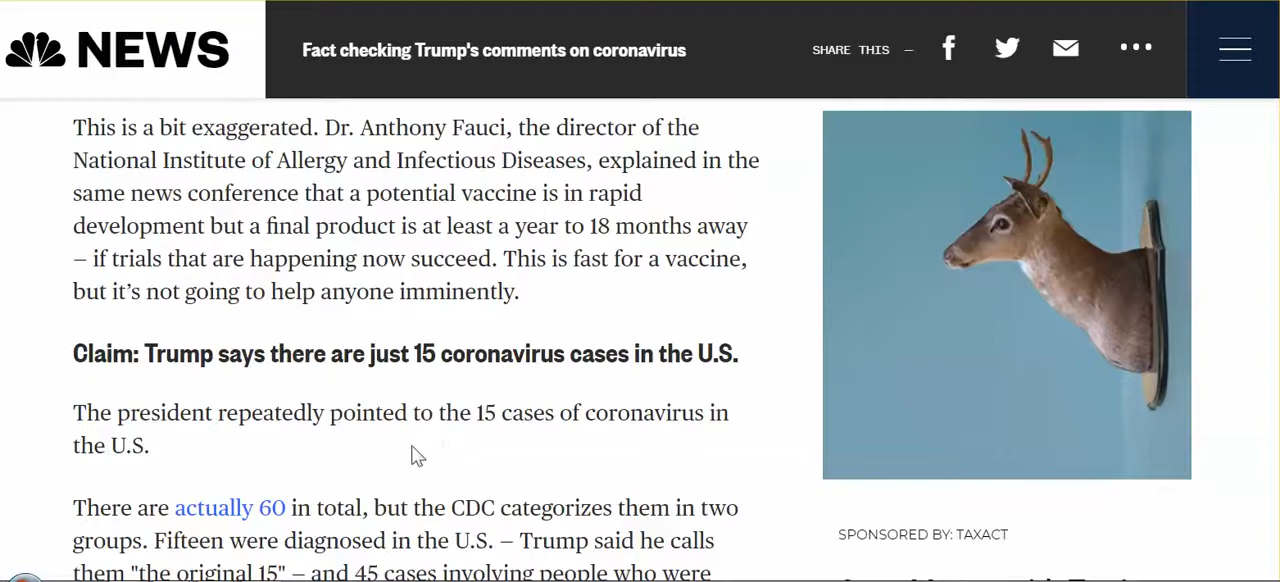 NEWS
Fact checking Trump's comments on coronavirus
SHARE THIS —
This is a bit exaggerated. Dr. Anthony Fauci, the director of the
National Institute of Allergy and Infectious Diseases, explained in the
same news conference that a potential vaccine is in rapid
development but a final product is at least a year to 18 months away
— if trials that are happening now succeed. This is fast for a vaccine,
but it’s not going to help anyone imminently.
Claim: Trump says there are just 15 coronavirus cases in the U.S.
The president repeatedly pointed to the 15 cases of coronavirus in
the U.S.
There are actually 60 in total, but the CDC categorizes them in two
groups. Fifteen were diagnosed in the U.S. — Trump said he calls
them "the original 15" — and 45 cases involving people who were
SPONSORED BY: TAXACT